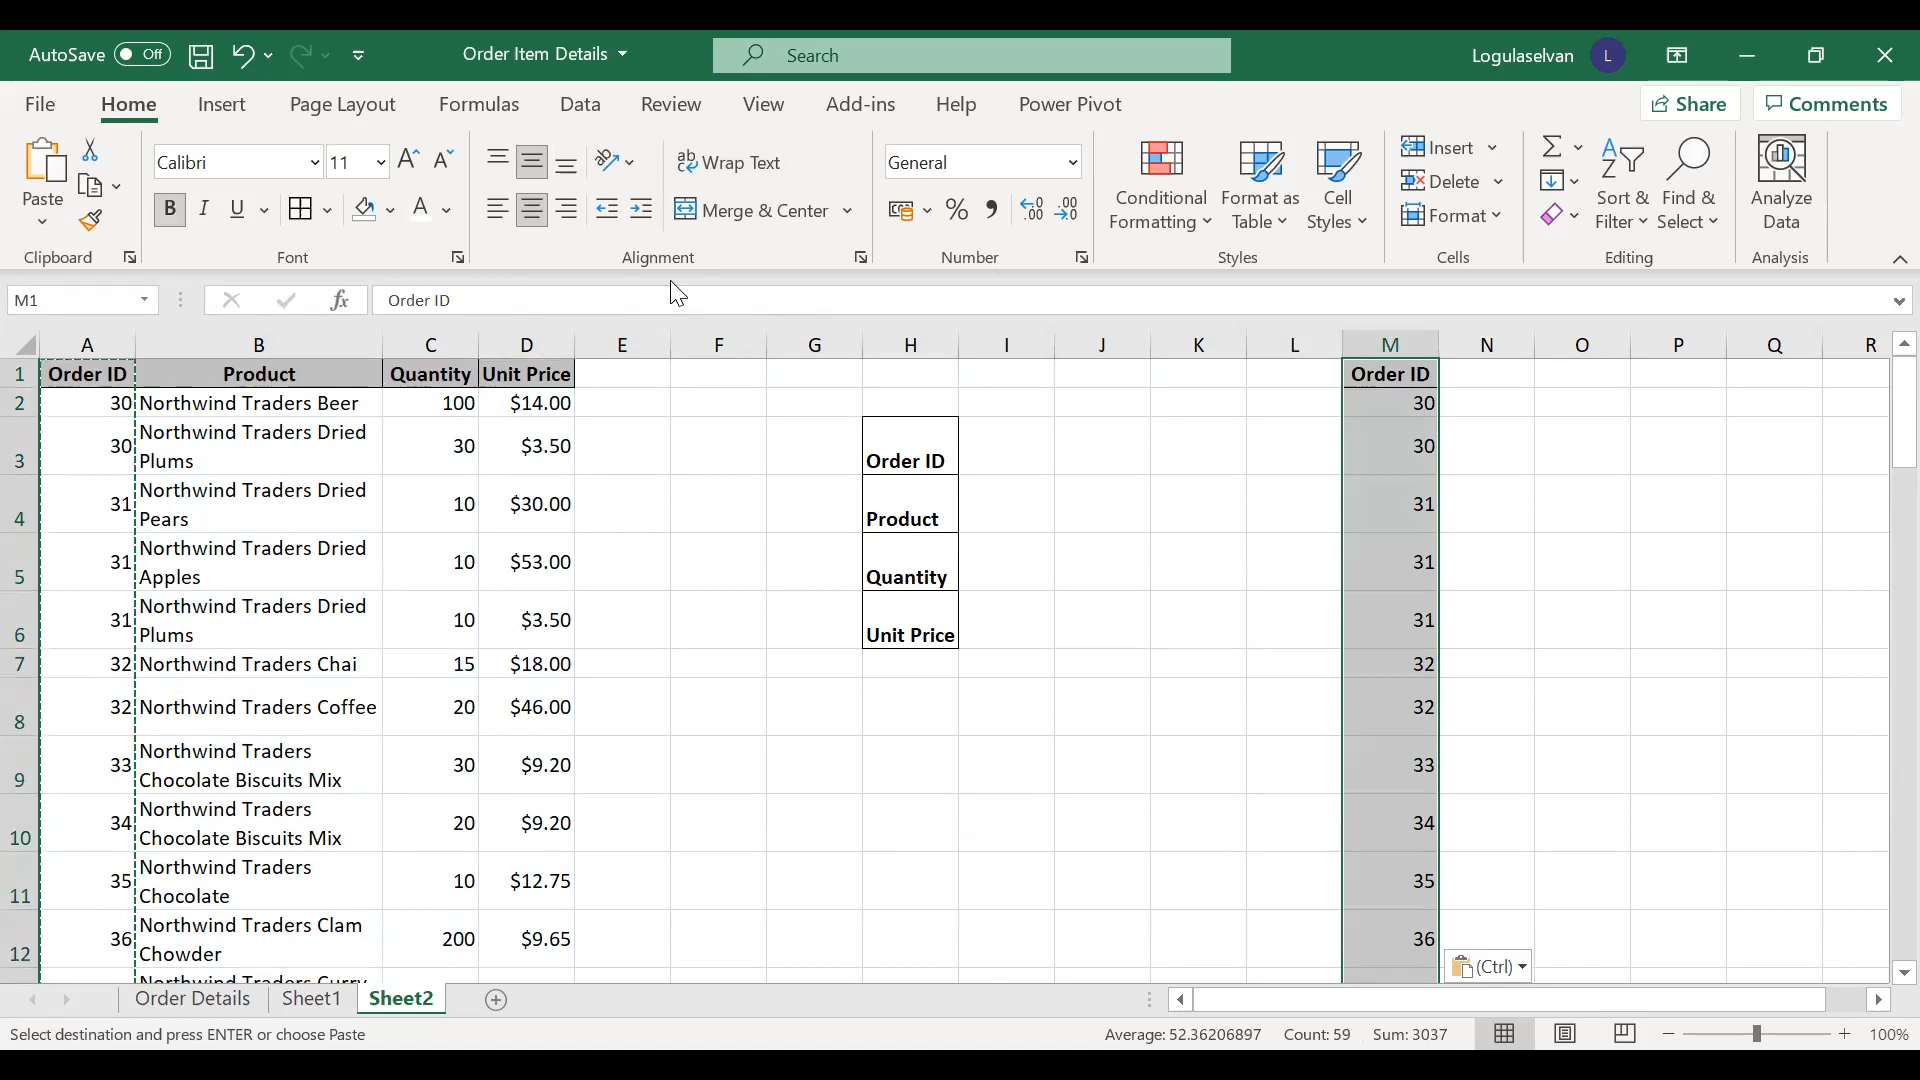 AutoSave Off Order Item Details Search Logulaselvan L
File Home Insert Page Layout Formulas Data Review View Add-ins Help Power Pivot Share Comments
Paste
Clipboard
Calibri 11
B I U A
Font
ab Wrap Text
Merge & Center
Alignment
General
% , .00 .00
Number
Conditional Formatting
Format as Table
Cell Styles
Styles
Insert
Delete
Format
Cells
Sort & Filter
Find & Select
Editing
Analyze Data
Analysis
M1 fx Order ID
A B C D E F G H I J K L M N O P Q R
1 Order ID Product Quantity Unit Price Order ID
2 30 Northwind Traders Beer 100 $14.00 30
3 30 Northwind Traders Dried Plums 30 $3.50 Order ID 30
4 31 Northwind Traders Dried Pears 10 $30.00 Product 31
5 31 Northwind Traders Dried Apples 10 $53.00 Quantity 31
6 31 Northwind Traders Dried Plums 10 $3.50 Unit Price 31
7 32 Northwind Traders Chai 15 $18.00 32
8 32 Northwind Traders Coffee 20 $46.00 32
9 33 Northwind Traders Chocolate Biscuits Mix 30 $9.20 33
10 34 Northwind Traders Chocolate Biscuits Mix 20 $9.20 34
11 35 Northwind Traders Chocolate 10 $12.75 35
12 36 Northwind Traders Clam Chowder 200 $9.65 36
Northwind Traders Curry
(Ctrl)
Order Details Sheet1 Sheet2
Select destination and press ENTER or choose Paste Average: 52.36206897 Count: 59 Sum: 3037 100%